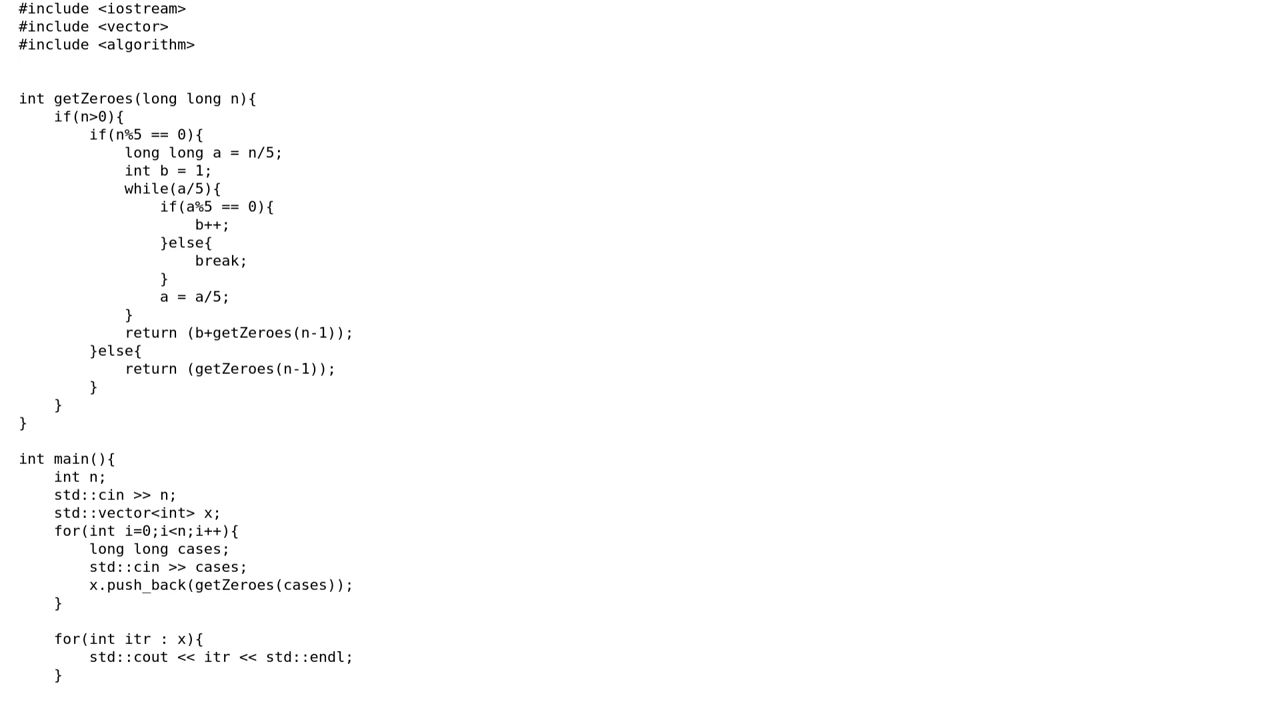 #include <iostream>
#include <vector>
#include <algorithm>
int getZeroes(long long n){
    if(n>0){
        if(n%5 == 0){
            long long a = n/5;
            int b = 1;
            while(a/5){
                if(a%5 == 0){
                    b++;
                }else{
                    break;
                }
                a = a/5;
            }
            return (b+getZeroes(n-1));
        }else{
            return (getZeroes(n-1));
        }
    }
}
int main(){
    int n;
    std::cin >> n;
    std::vector<int> x;
    for(int i=0;i<n;i++){
        long long cases;
        std::cin >> cases;
        x.push_back(getZeroes(cases));
    }
    for(int itr : x){
        std::cout << itr << std::endl;
    }